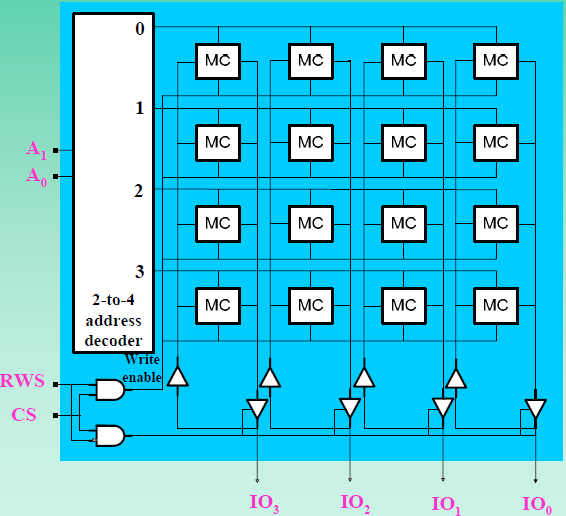 0
MC MC MC MC
1
MC MC MC MC
A1
A0
2
MC MC MC MC
3
MC MC MC MC
2-to-4
address
decoder
Write
enable
RWS
CS
IO3 IO2 IO1 IO0